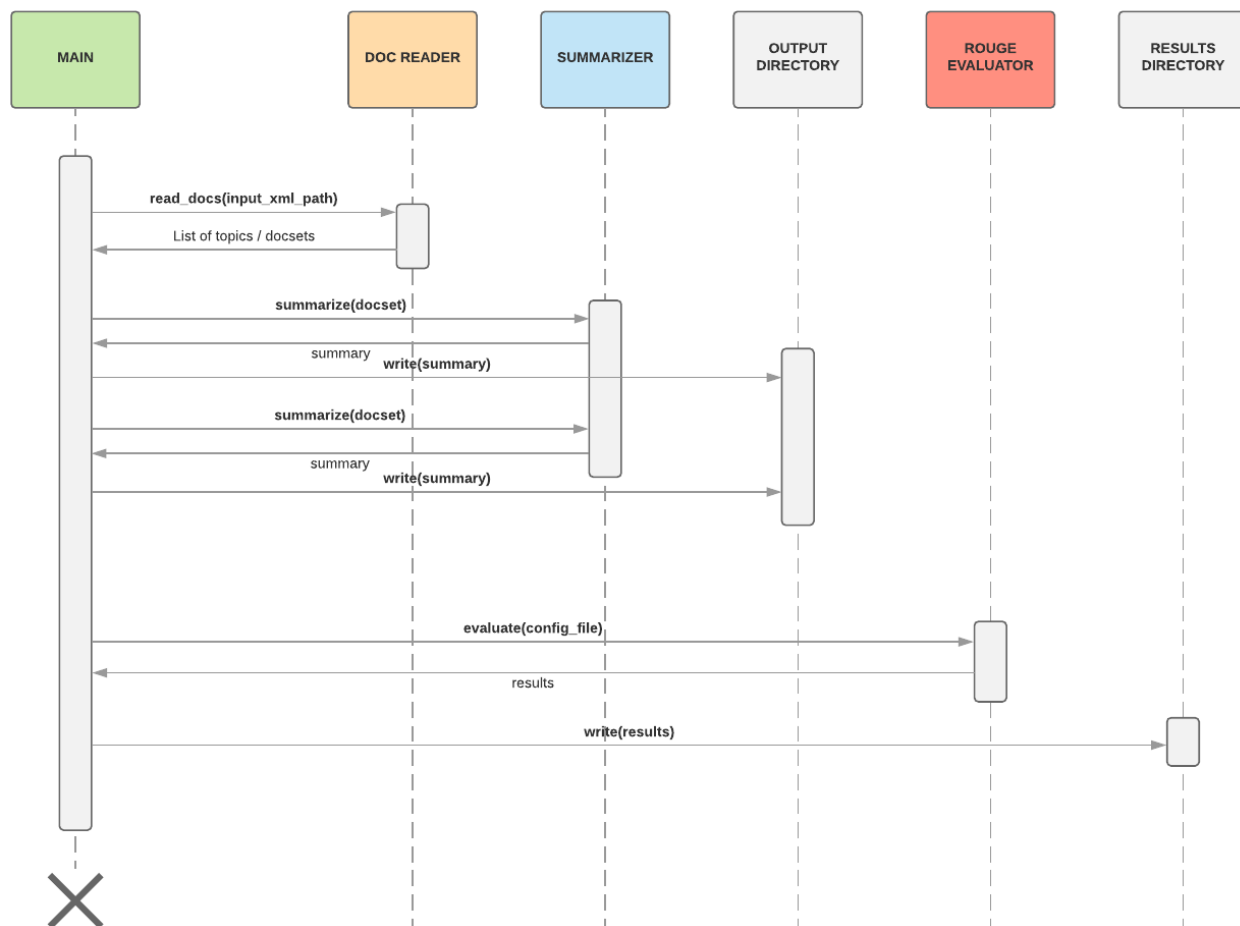 MAIN
DOC READER
SUMMARIZER
OUTPUT
DIRECTORY
ROUGE
EVALUATOR
RESULTS
DIRECTORY
read_docs(input_xml_path)
List of topics / docsets
summarize(docset)
summary
write(summary)
summarize(docset)
summary
write(summary)
evaluate(config_file)
results
write(results)